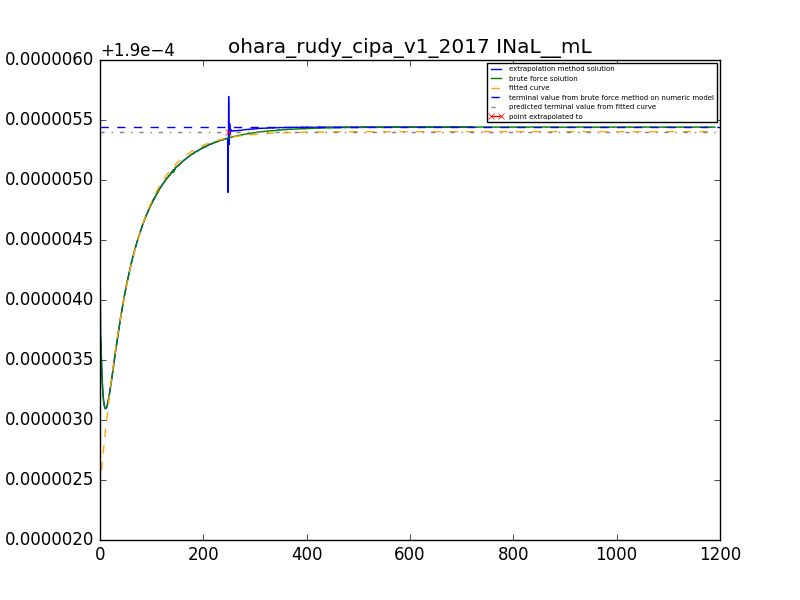 ohara_rudy_cipa_v1_2017 INaL__mL
+1.9e−4
0.0000060
0.0000055
0.0000050
0.0000045
0.0000040
0.0000035
0.0000030
0.0000025
0.0000020
0
200
400
600
800
1000
1200
extrapolation method solution
brute force solution
fitted curve
terminal value from brute force method on numeric model
predicted terminal value from fitted curve
point extrapolated to